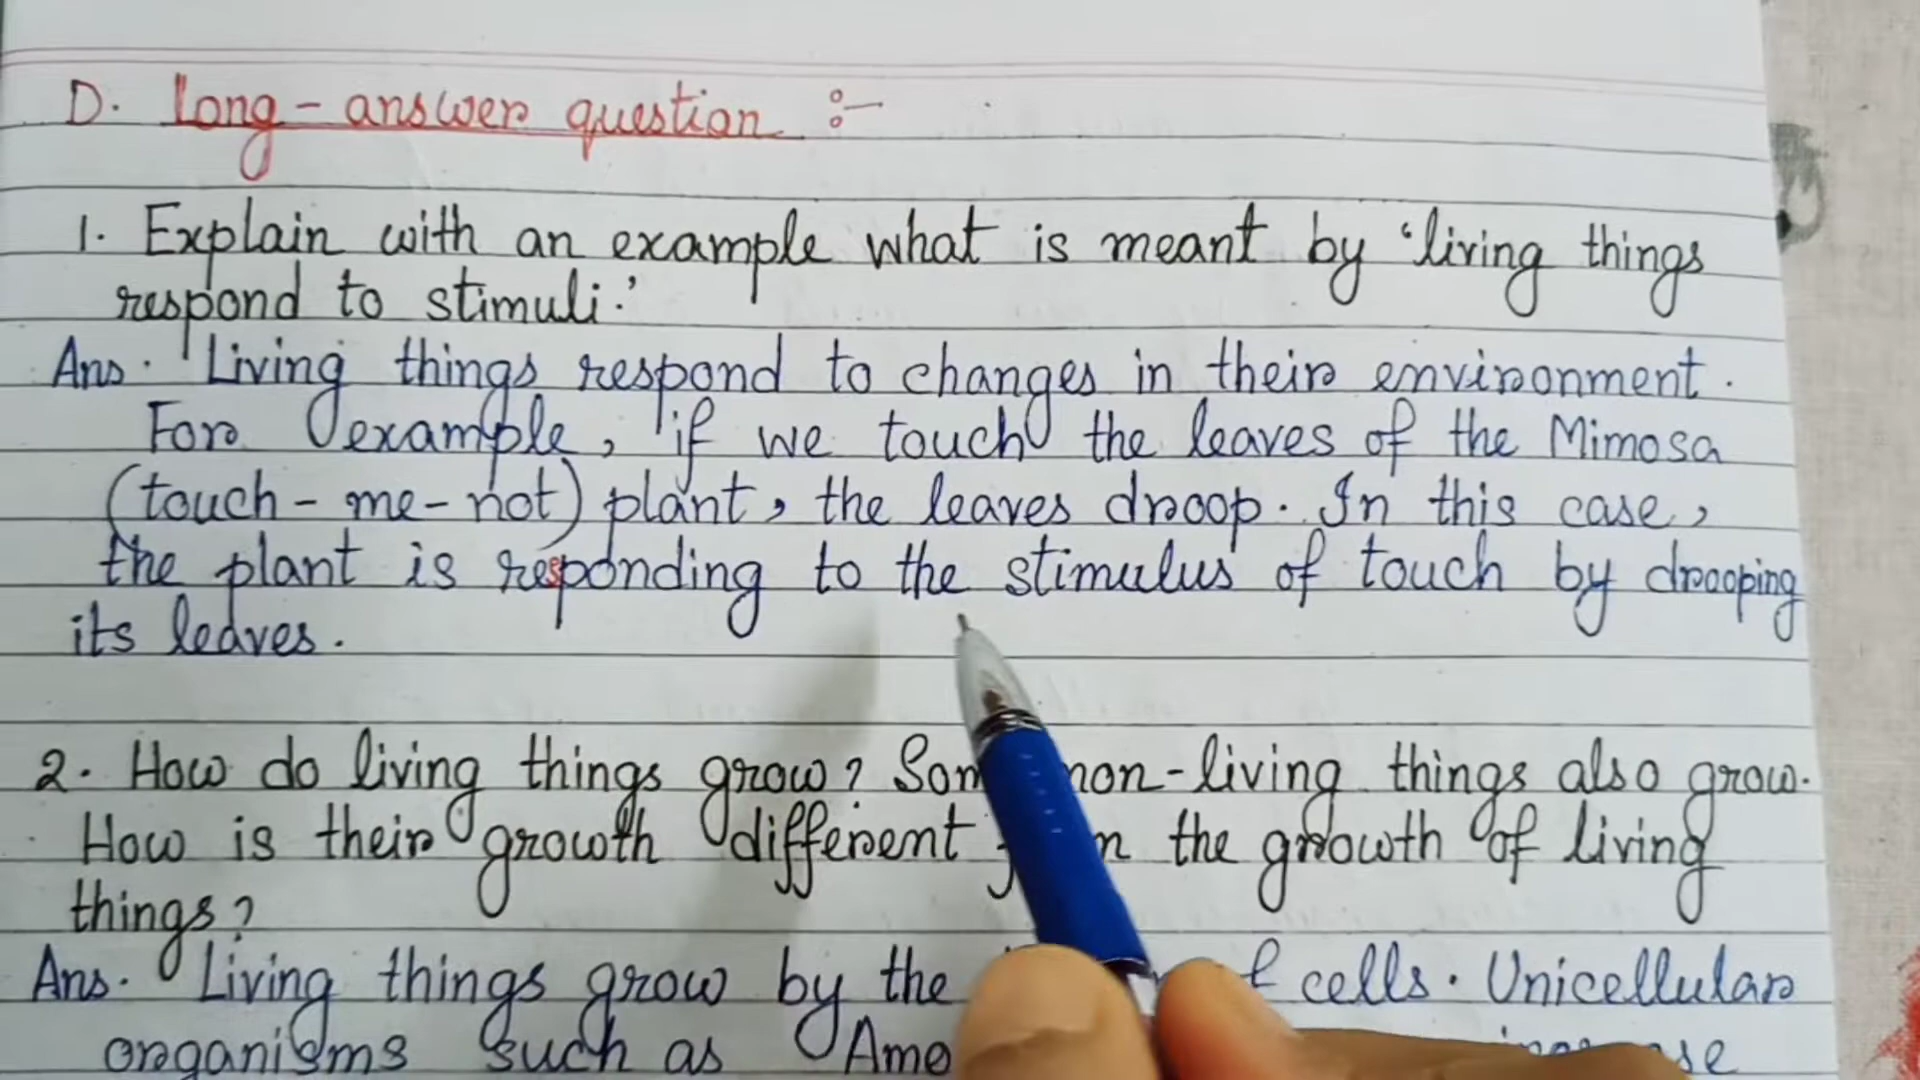 D. Long-answer question :-
1. Explain with an example what is meant by 'living things
respond to stimuli.'
Ans. Living things respond to changes in their environment.
For example, if we touch the leaves of the Mimosa
(touch-me-not) plant, the leaves droop. In this case,
the plant is responding to the stimulus of touch by drooping
its leaves.
2. How do living things grow? non-living things also grow.
How is their growth different the growth of living
things?
Ans. Living things grow by the cells. Unicellular
organisms such as